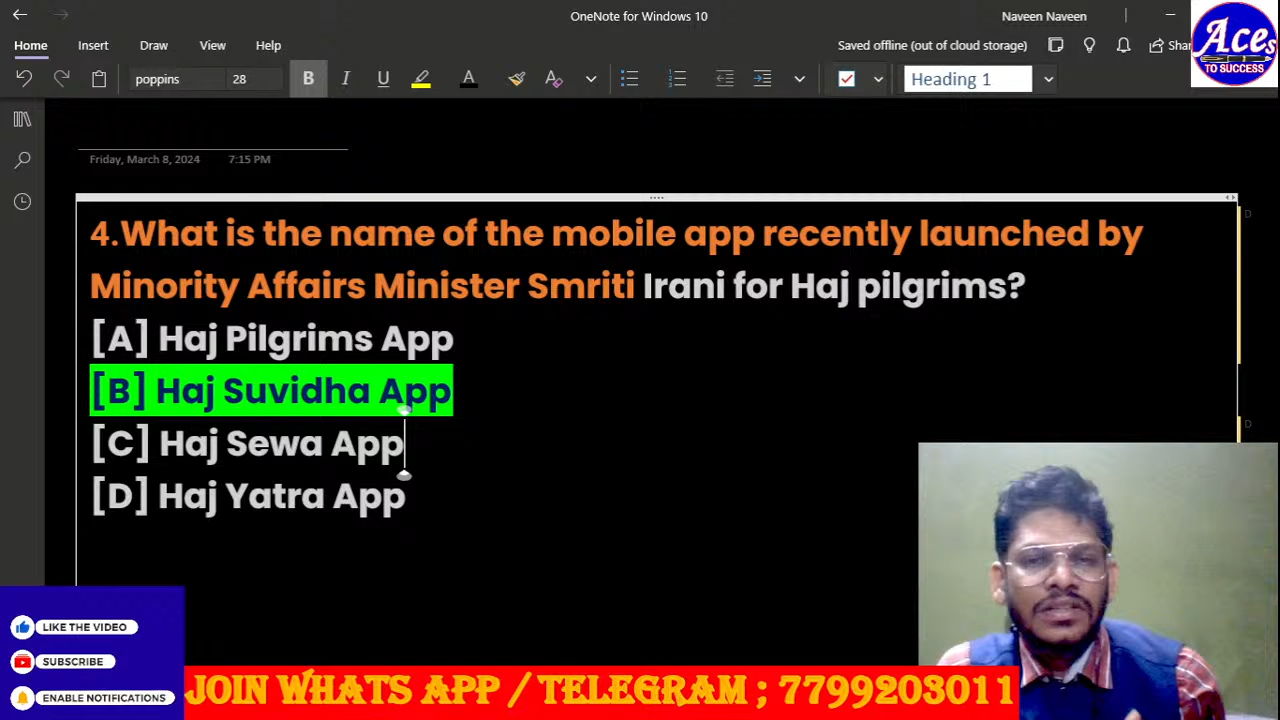 OneNote for Windows 10
Naveen Naveen
Home Insert Draw View Help
Saved offline (out of cloud storage)
Shar
Aces
TO SUCCESS
poppins 28 B I U A A Heading 1
Friday, March 8, 2024 7:15 PM
4.What is the name of the mobile app recently launched by
Minority Affairs Minister Smriti Irani for Haj pilgrims?
[A] Haj Pilgrims App
[B] Haj Suvidha App
[C] Haj Sewa App
[D] Haj Yatra App
D
D
LIKE THE VIDEO
SUBSCRIBE
ENABLE NOTIFICATIONS
JOIN WHATS APP / TELEGRAM ; 7799203011